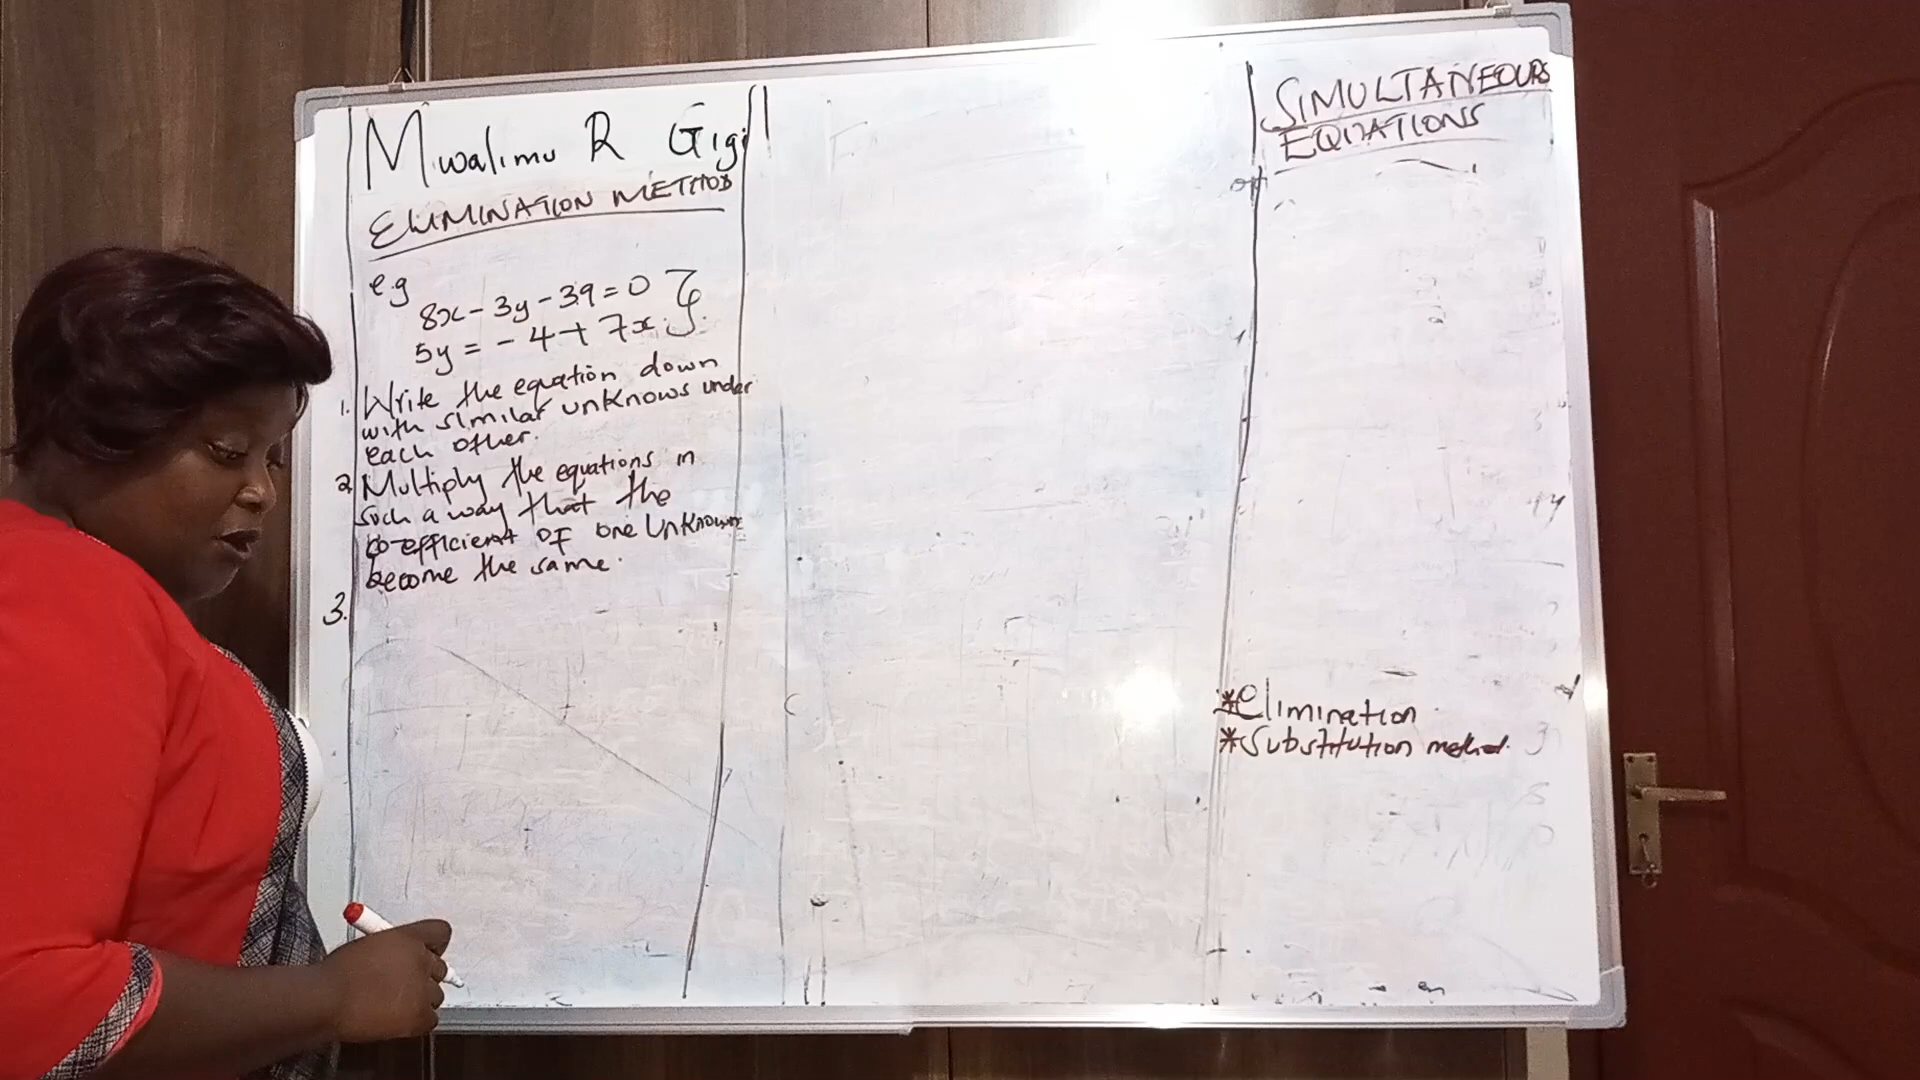 Mwalimu R Gigi
ELIMINATION METHOD
e.g
8x - 3y - 39 = 0
5y = - 4 + 7x
1. Write the equation down
with similar unknows under
each other.
2. Multiply the equations in
such a way that the
co-efficient of one unknown
become the same.
3.
SIMULTANEOURS
EQUATIONS
*elimination
*substitution method.